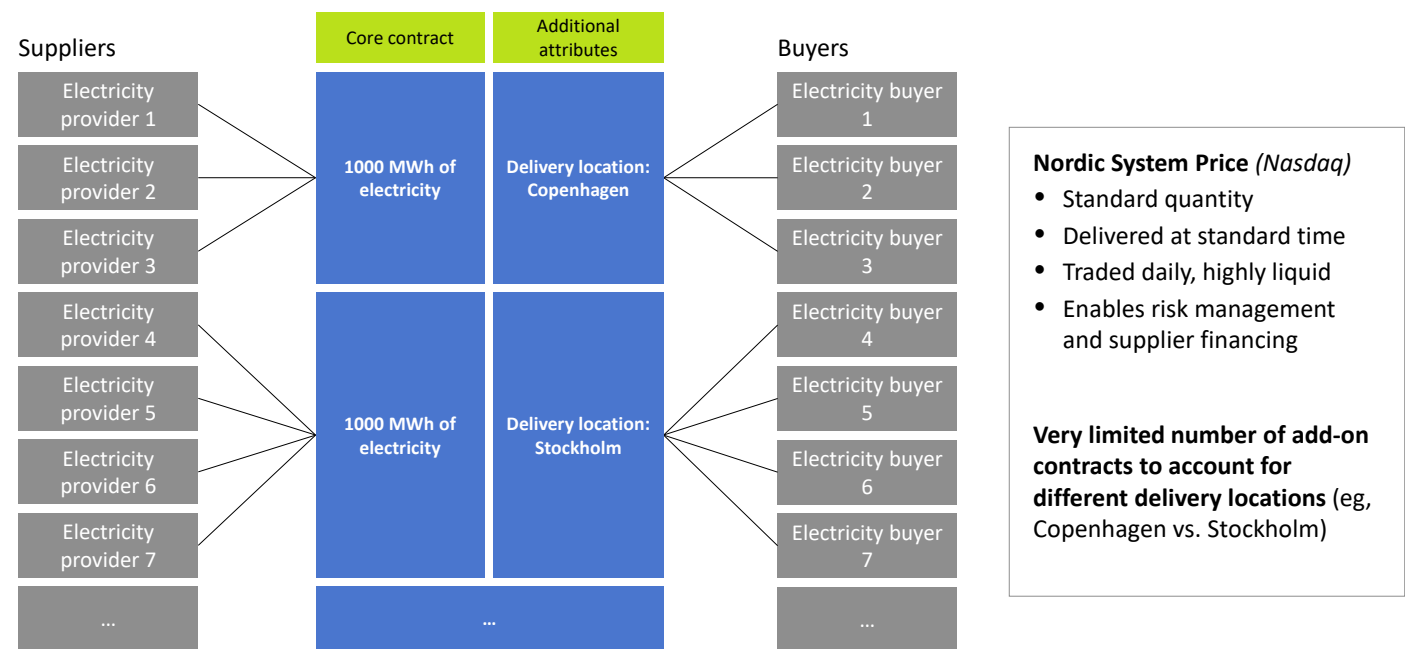 Suppliers
Core contract
Additional
attributes
Buyers
Electricity
provider 1
Electricity
provider 2
Electricity
provider 3
Electricity
provider 4
Electricity
provider 5
Electricity
provider 6
Electricity
provider 7
...
1000 MWh of
electricity
Delivery location:
Copenhagen
1000 MWh of
electricity
Delivery location:
Stockholm
...
Electricity buyer
1
Electricity buyer
2
Electricity buyer
3
Electricity buyer
4
Electricity buyer
5
Electricity buyer
6
Electricity buyer
7
...
Nordic System Price (Nasdaq)
• Standard quantity
• Delivered at standard time
• Traded daily, highly liquid
• Enables risk management
and supplier financing
Very limited number of add-on
contracts to account for
different delivery locations (eg,
Copenhagen vs. Stockholm)